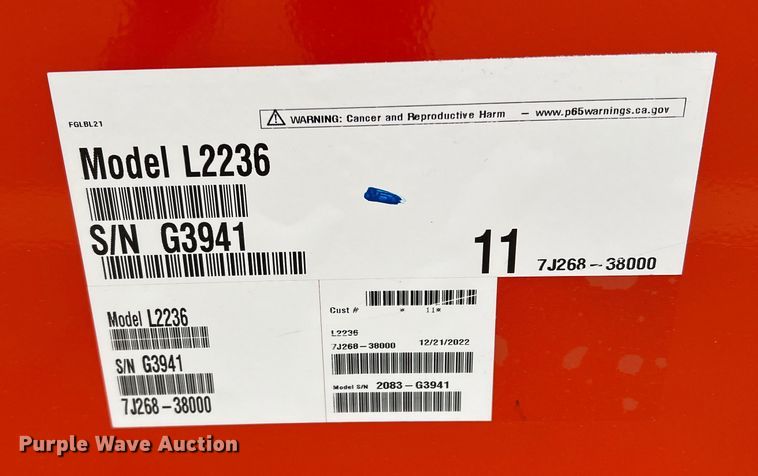 FGLBL21
WARNING: Cancer and Reproductive Harm – www.p65warnings.ca.gov
Model L2236
S/N G3941
11 7J268-38000
Model L2236
S/N G3941
7J268-38000
Cust #
* 11*
L2236
7J268-38000 12/21/2022
Model S/N 2083-G3941
Purple Wave Auction